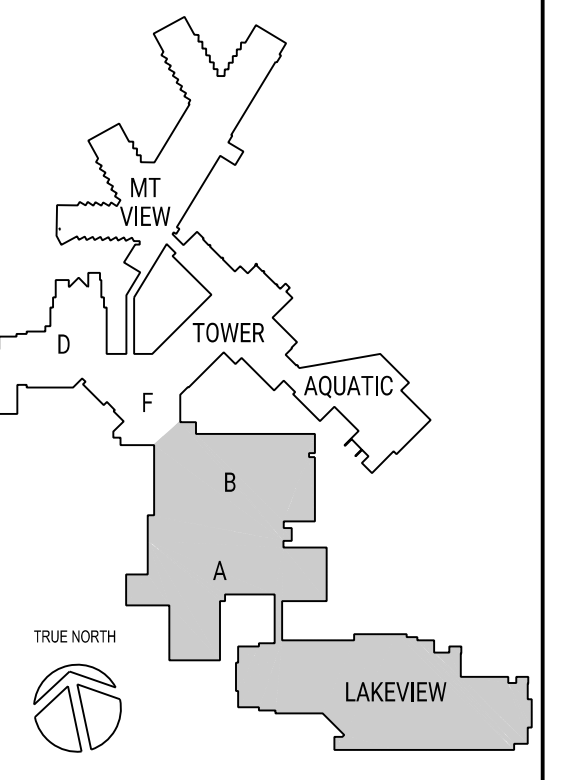 MT
VIEW
TOWER
D
AQUATIC
F
B
A
TRUE NORTH
LAKEVIEW